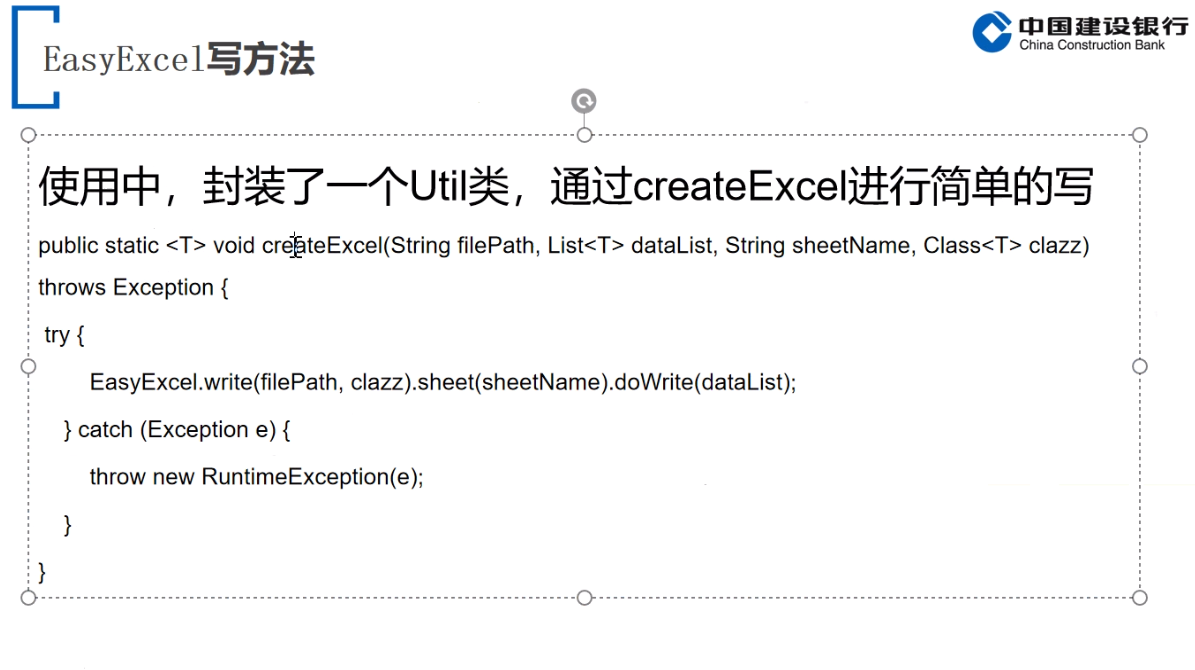 EasyExcel写方法
中国建设银行
China Construction Bank
使用中，封装了一个Util类，通过createExcel进行简单的写
public static <T> void createExcel(String filePath, List<T> dataList, String sheetName, Class<T> clazz)
throws Exception {
try {
EasyExcel.write(filePath, clazz).sheet(sheetName).doWrite(dataList);
} catch (Exception e) {
throw new RuntimeException(e);
}
}